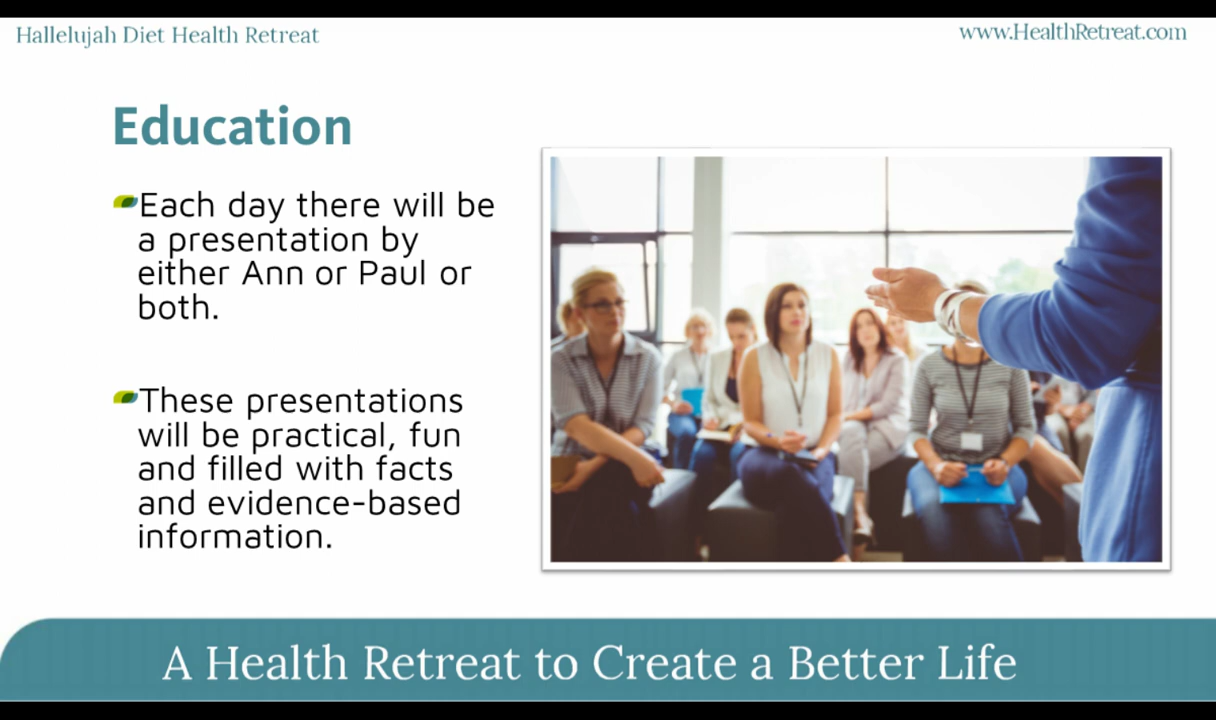 Hallelujah Diet Health Retreat
www.HealthRetreat.com
Education
Each day there will be
a presentation by
either Ann or Paul or
both.
These presentations
will be practical, fun
and filled with facts
and evidence-based
information.
A Health Retreat to Create a Better Life